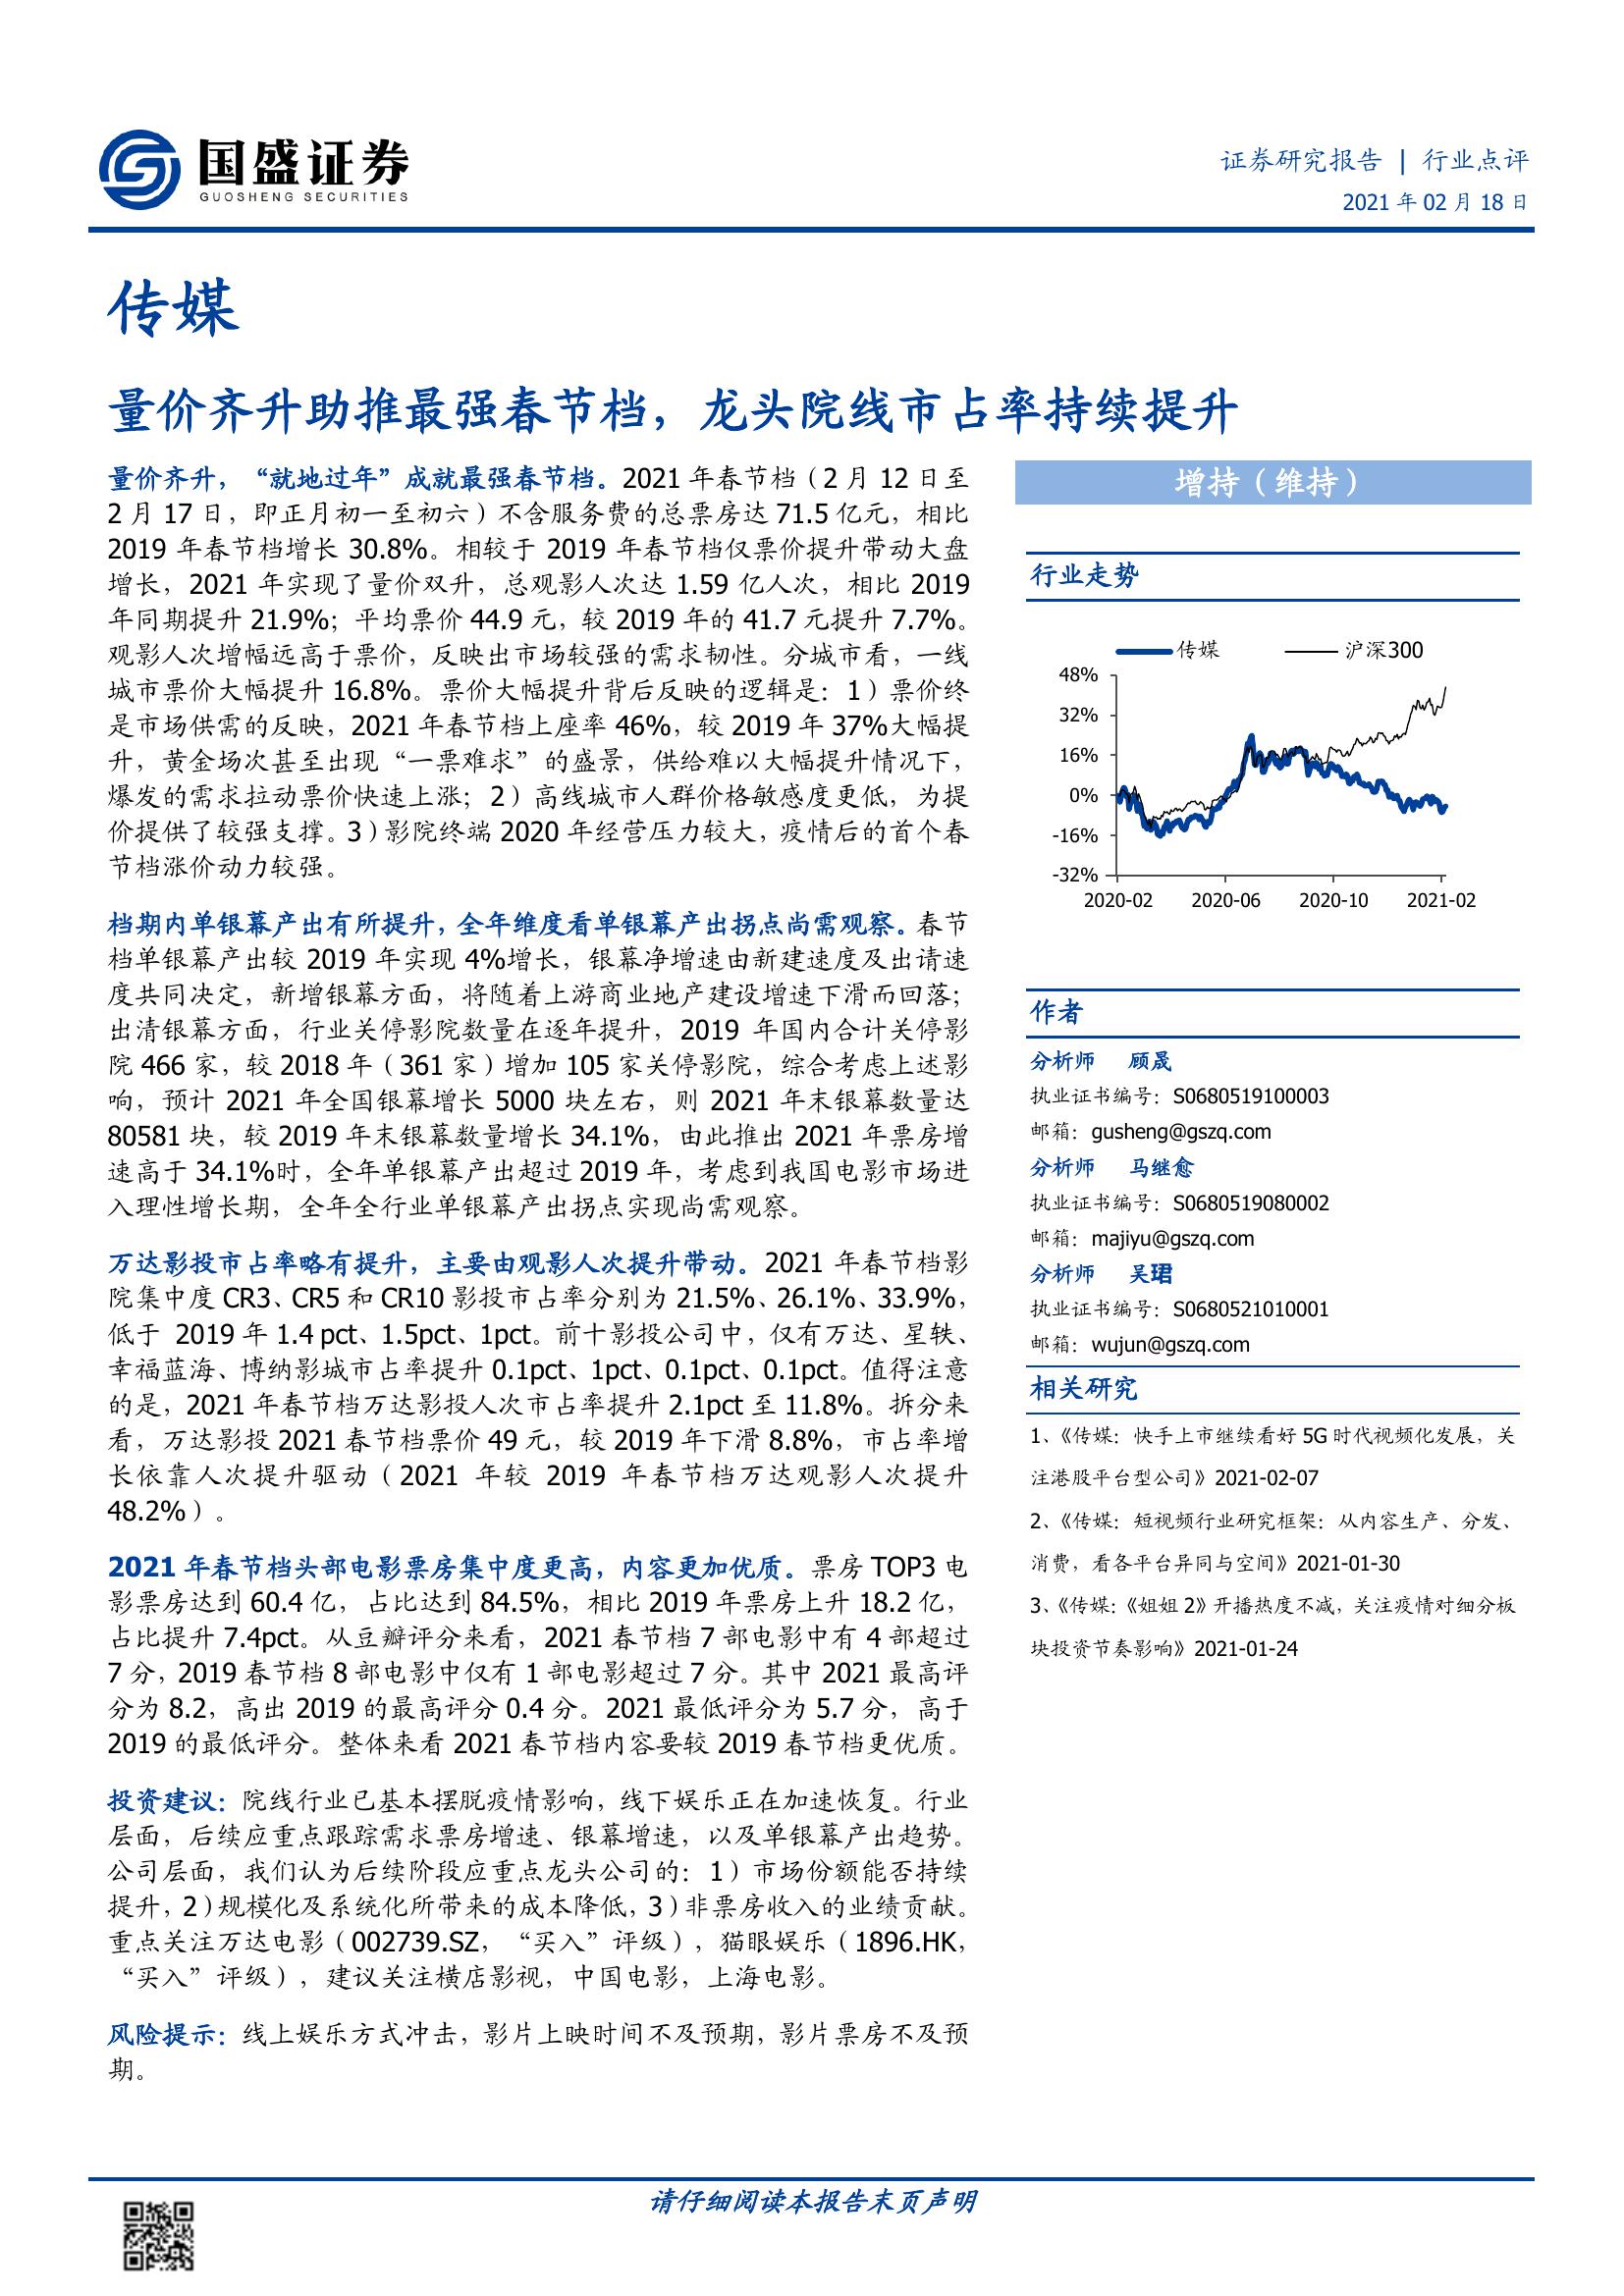 国盛证券
GUOSHENG SECURITIES
证券研究报告 | 行业点评
2021 年 02 月 18 日
传媒
量价齐升助推最强春节档，龙头院线市占率持续提升
量价齐升，“就地过年”成就最强春节档。2021 年春节档（2 月 12 日至
2 月 17 日，即正月初一至初六）不含服务费的总票房达 71.5 亿元，相比
2019 年春节档增长 30.8%。相较于 2019 年春节档仅票价提升带动大盘
增长，2021 年实现了量价双升，总观影人次达 1.59 亿人次，相比 2019
年同期提升 21.9%；平均票价 44.9 元，较 2019 年的 41.7 元提升 7.7%。
观影人次增幅远高于票价，反映出市场较强的需求韧性。分城市看，一线
城市票价大幅提升 16.8%。票价大幅提升背后反映的逻辑是：1）票价终
是市场供需的反映，2021 年春节档上座率 46%，较 2019 年 37%大幅提
升，黄金场次甚至出现“一票难求”的盛景，供给难以大幅提升情况下，
爆发的需求拉动票价快速上涨；2）高线城市人群价格敏感度更低，为提
价提供了较强支撑。3）影院终端 2020 年经营压力较大，疫情后的首个春
节档涨价动力较强。
档期内单银幕产出有所提升，全年维度看单银幕产出拐点尚需观察。春节
档单银幕产出较 2019 年实现 4%增长，银幕净增速由新建速度及出请速
度共同决定，新增银幕方面，将随着上游商业地产建设增速下滑而回落；
出清银幕方面，行业关停影院数量在逐年提升，2019 年国内合计关停影
院 466 家，较 2018 年（361 家）增加 105 家关停影院，综合考虑上述影
响，预计 2021 年全国银幕增长 5000 块左右，则 2021 年末银幕数量达
80581 块，较 2019 年末银幕数量增长 34.1%，由此推出 2021 年票房增
速高于 34.1%时，全年单银幕产出超过 2019 年，考虑到我国电影市场进
入理性增长期，全年全行业单银幕产出拐点实现尚需观察。
万达影投市占率略有提升，主要由观影人次提升带动。2021 年春节档影
院集中度 CR3、CR5 和 CR10 影投市占率分别为 21.5%、26.1%、33.9%，
低于 2019 年 1.4 pct、1.5pct、1pct。前十影投公司中，仅有万达、星轶、
幸福蓝海、博纳影城市占率提升 0.1pct、1pct、0.1pct、0.1pct。值得注意
的是，2021 年春节档万达影投人次市占率提升 2.1pct 至 11.8%。拆分来
看，万达影投 2021 春节档票价 49 元，较 2019 年下滑 8.8%，市占率增
长依靠人次提升驱动（2021 年较 2019 年春节档万达观影人次提升
48.2%）。
2021 年春节档头部电影票房集中度更高，内容更加优质。票房 TOP3 电
影票房达到 60.4 亿，占比达到 84.5%，相比 2019 年票房上升 18.2 亿，
占比提升 7.4pct。从豆瓣评分来看，2021 春节档 7 部电影中有 4 部超过
7 分，2019 春节档 8 部电影中仅有 1 部电影超过 7 分。其中 2021 最高评
分为 8.2，高出 2019 的最高评分 0.4 分。2021 最低评分为 5.7 分，高于
2019 的最低评分。整体来看 2021 春节档内容要较 2019 春节档更优质。
投资建议：院线行业已基本摆脱疫情影响，线下娱乐正在加速恢复。行业
层面，后续应重点跟踪需求票房增速、银幕增速，以及单银幕产出趋势。
公司层面，我们认为后续阶段应重点龙头公司的：1）市场份额能否持续
提升，2）规模化及系统化所带来的成本降低，3）非票房收入的业绩贡献。
重点关注万达电影（002739.SZ，“买入”评级），猫眼娱乐（1896.HK，
“买入”评级），建议关注横店影视，中国电影，上海电影。
风险提示：线上娱乐方式冲击，影片上映时间不及预期，影片票房不及预
期。
增持（维持）
行业走势
传媒 沪深300
48%
32%
16%
0%
-16%
-32%
2020-02 2020-06 2020-10 2021-02
作者
分析师 顾晟
执业证书编号：S0680519100003
邮箱：gusheng@gszq.com
分析师 马继愈
执业证书编号：S0680519080002
邮箱：majiyu@gszq.com
分析师 吴珺
执业证书编号：S0680521010001
邮箱：wujun@gszq.com
相关研究
1、《传媒：快手上市继续看好 5G 时代视频化发展，关
注港股平台型公司》2021-02-07
2、《传媒：短视频行业研究框架：从内容生产、分发、
消费，看各平台异同与空间》2021-01-30
3、《传媒：《姐姐 2》开播热度不减，关注疫情对细分板
块投资节奏影响》2021-01-24
请仔细阅读本报告末页声明